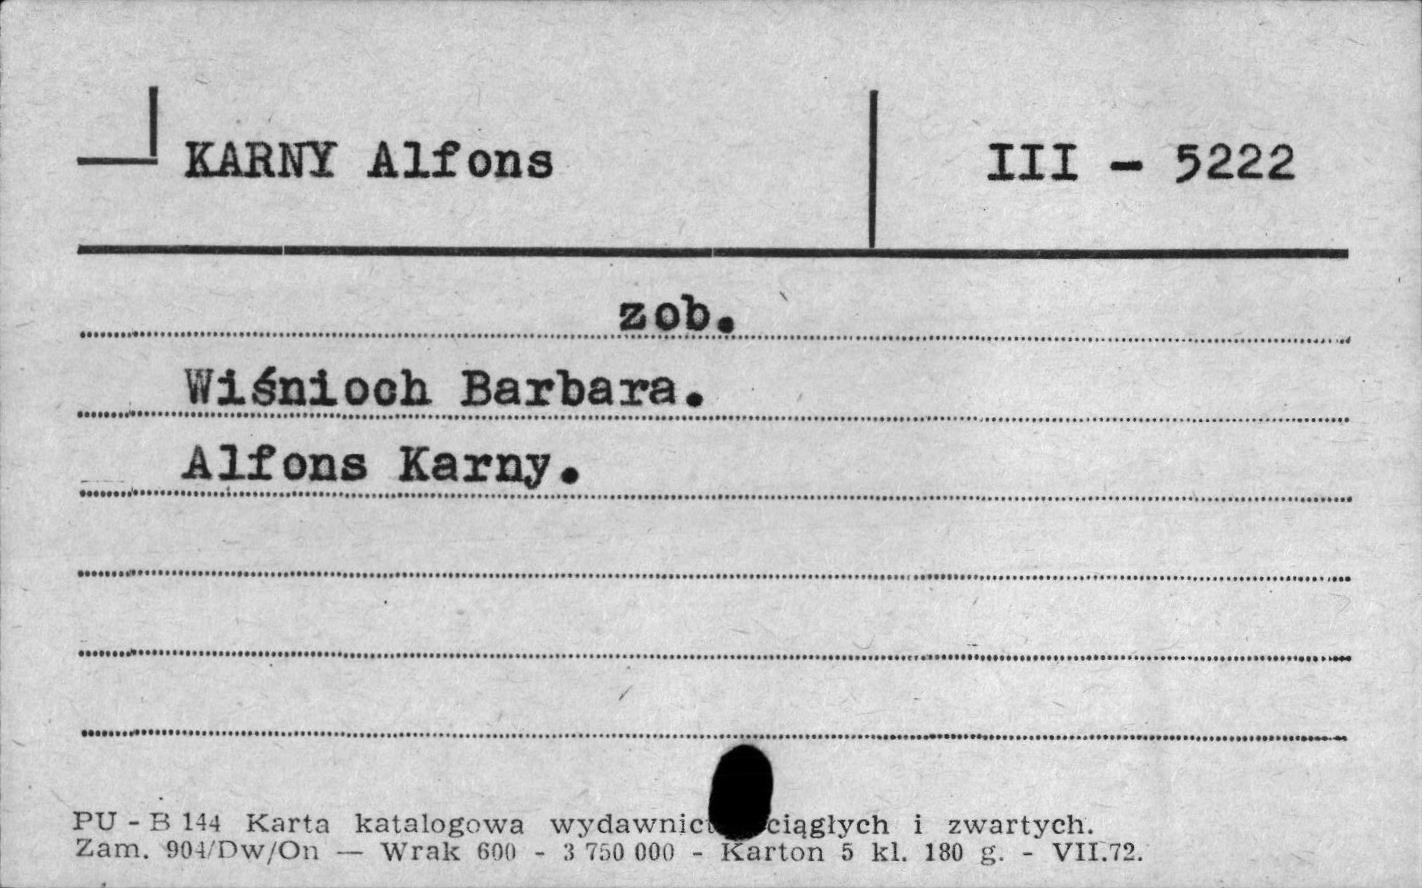 KARNY Alfons
III - 5222
zob.
Wiśnioch Barbara.
Alfons Karny.
PU - B 144 Karta katalogowa ciągłych i zwartych.
Zam. 904/Dw/On — Wrak 600 - 3 750 000 - Karton 5 kl. 180 g. - VII.72.